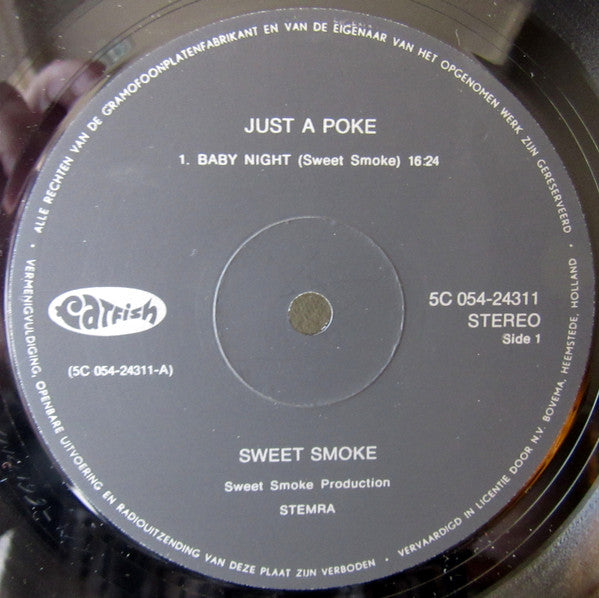 ALLE RECHTEN VAN DE GRAMOFOONPLATENFABRIKANT EN VAN DE EIGENAAR VAN HET OPGENOMEN WERK ZIJN GERESERVEERD
JUST A POKE
1. BABY NIGHT (Sweet Smoke) 16:24
Catfish
(5C 054-24311-A)
5C 054-24311
STEREO
Side 1
SWEET SMOKE
Sweet Smoke Production
STEMRA
VERMENIGVULDIGING, OPENBARE UITVOERING EN RADIOUITZENDING VAN DEZE PLAAT ZIJN VERBODEN • VERVAARDIGD IN LICENTIE DOOR N.V. BOVEMA, HEEMSTEDE, HOLLAND •